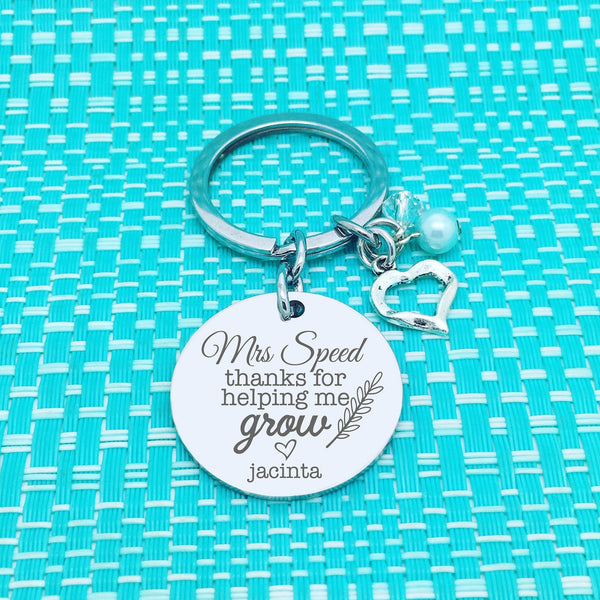 Mrs Speed
thanks for
helping me
grow
jacinta